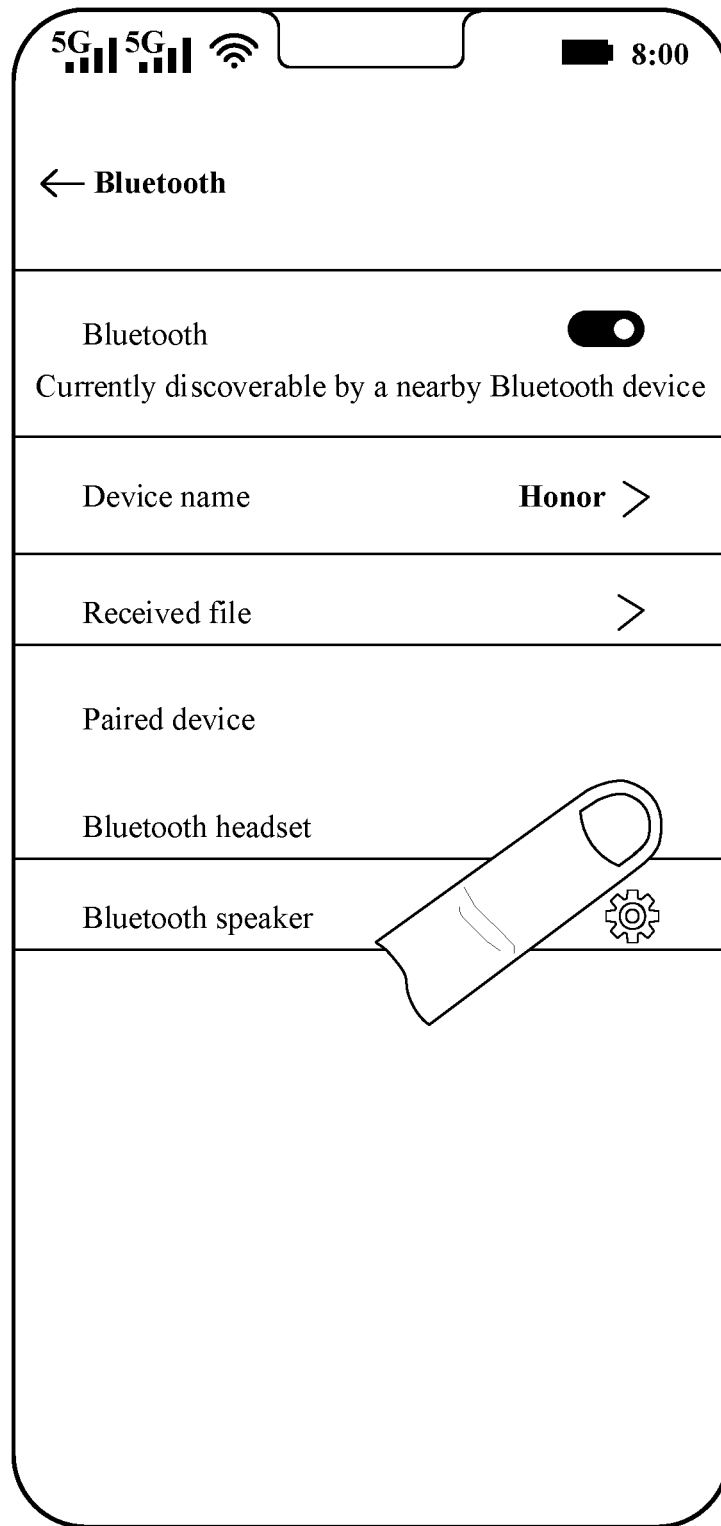 5G 5G 8:00
Bluetooth
Bluetooth
Currently discoverable by a nearby Bluetooth device
Device name Honor
Received file
Paired device
Bluetooth headset
Bluetooth speaker